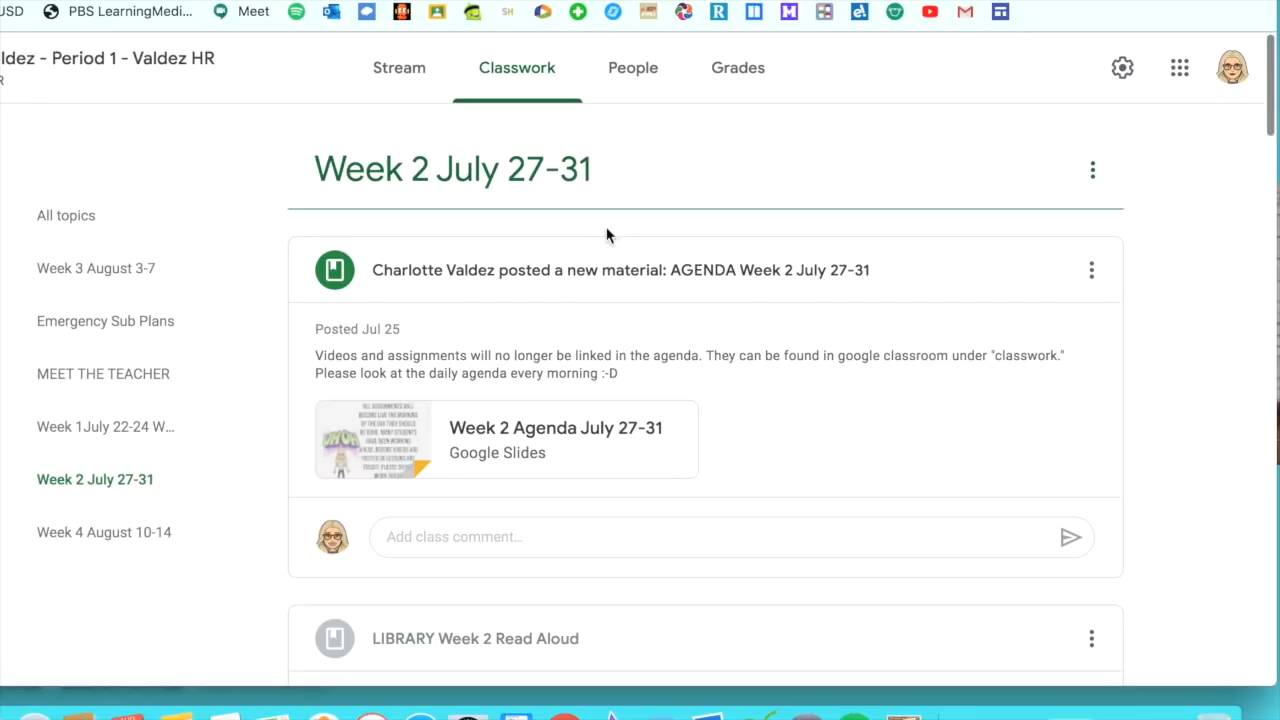 USD PBS LearningMedi... Meet SH
ldez - Period 1 - Valdez HR
R
Stream Classwork People Grades
Week 2 July 27-31
All topics
Week 3 August 3-7
Emergency Sub Plans
MEET THE TEACHER
Week 1July 22-24 W...
Week 2 July 27-31
Week 4 August 10-14
Charlotte Valdez posted a new material: AGENDA Week 2 July 27-31
Posted Jul 25
Videos and assignments will no longer be linked in the agenda. They can be found in google classroom under "classwork."
Please look at the daily agenda every morning :-D
Week 2 Agenda July 27-31
Google Slides
Add class comment...
LIBRARY Week 2 Read Aloud